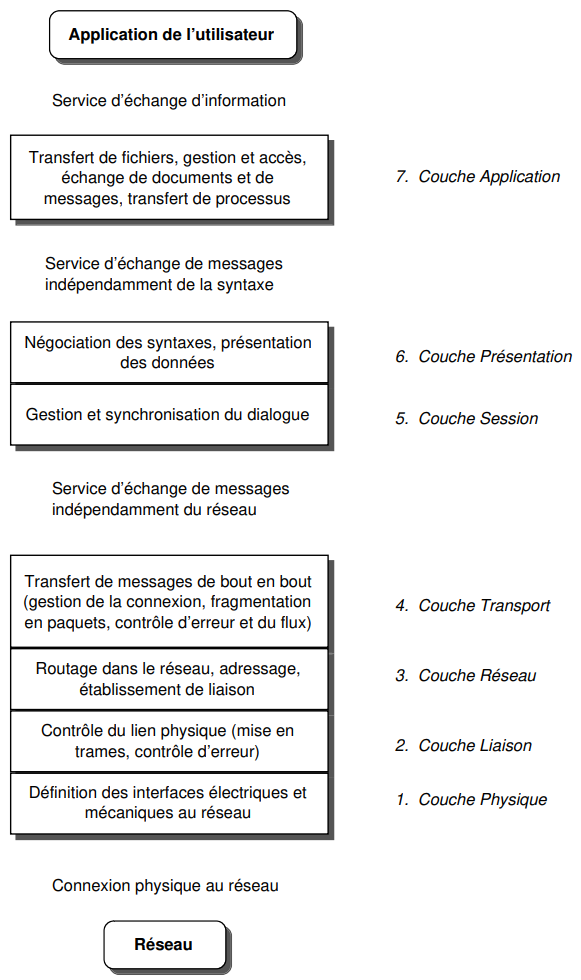 Application de l’utilisateur
Service d’échange d’information
Transfert de fichiers, gestion et accès,
échange de documents et de
messages, transfert de processus
7. Couche Application
Service d’échange de messages
indépendamment de la syntaxe
Négociation des syntaxes, présentation
des données
6. Couche Présentation
Gestion et synchronisation du dialogue
5. Couche Session
Service d’échange de messages
indépendamment du réseau
Transfert de messages de bout en bout
(gestion de la connexion, fragmentation
en paquets, contrôle d’erreur et du flux)
4. Couche Transport
Routage dans le réseau, adressage,
établissement de liaison
3. Couche Réseau
Contrôle du lien physique (mise en
trames, contrôle d’erreur)
2. Couche Liaison
Définition des interfaces électriques et
mécaniques au réseau
1. Couche Physique
Connexion physique au réseau
Réseau